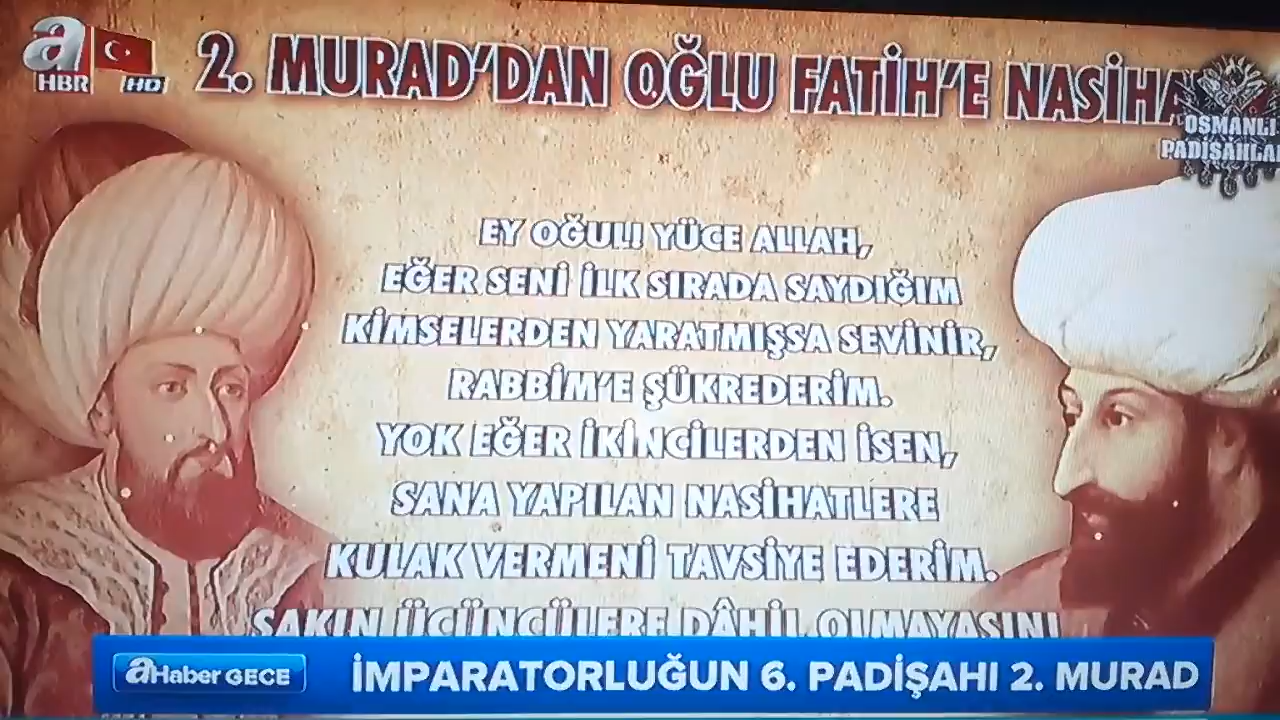 a
HBR
HD
2. MURAD'DAN OĞLU FATİH'E NASİHA
OSMANLI
PADİŞAHLA
EY OĞUL! YÜCE ALLAH,
EĞER SENİ İLK SIRADA SAYDIĞIM
KİMSELERDEN YARATMIŞSA SEVİNİR,
RABBİM'E ŞÜKREDERİM.
YOK EĞER İKİNCİLERDEN İSEN,
SANA YAPILAN NASİHATLERE
KULAK VERMENİ TAVSİYE EDERİM.
SAKIN ÜÇÜNCÜLERE DÂHİL OLMAYASIN!
aHaber GECE
İMPARATORLUĞUN 6. PADİŞAHI 2. MURAD